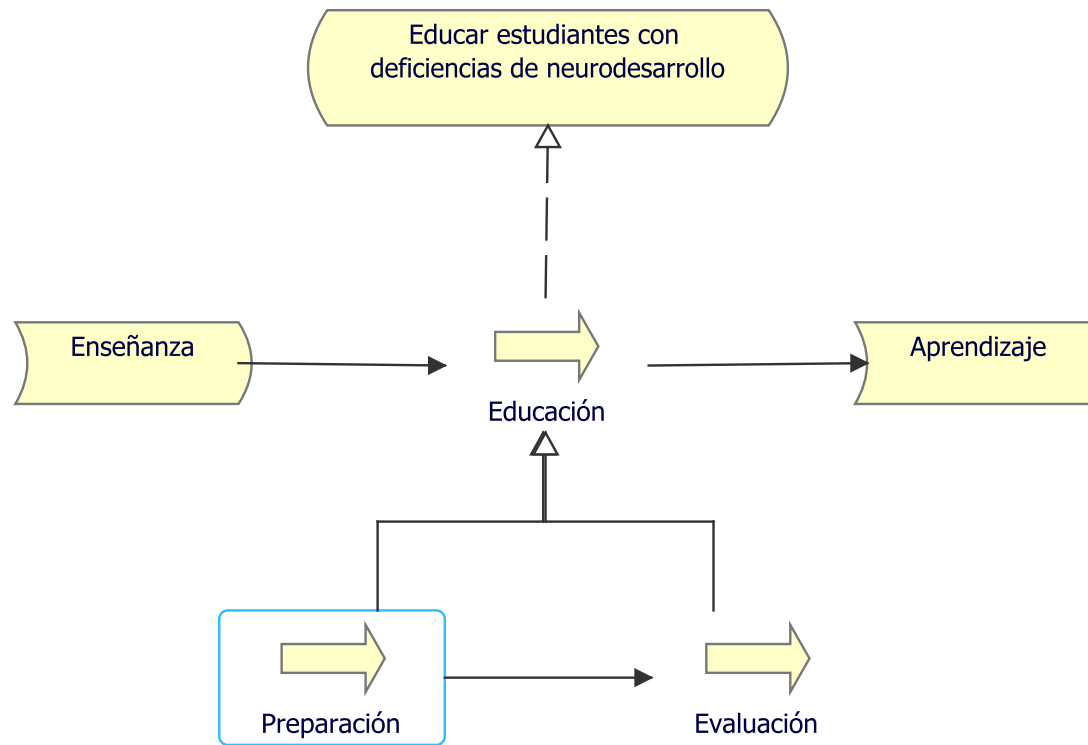 Educar estudiantes con
deficiencias de neurodesarrollo
Enseñanza
Educación
Aprendizaje
Preparación
Evaluación